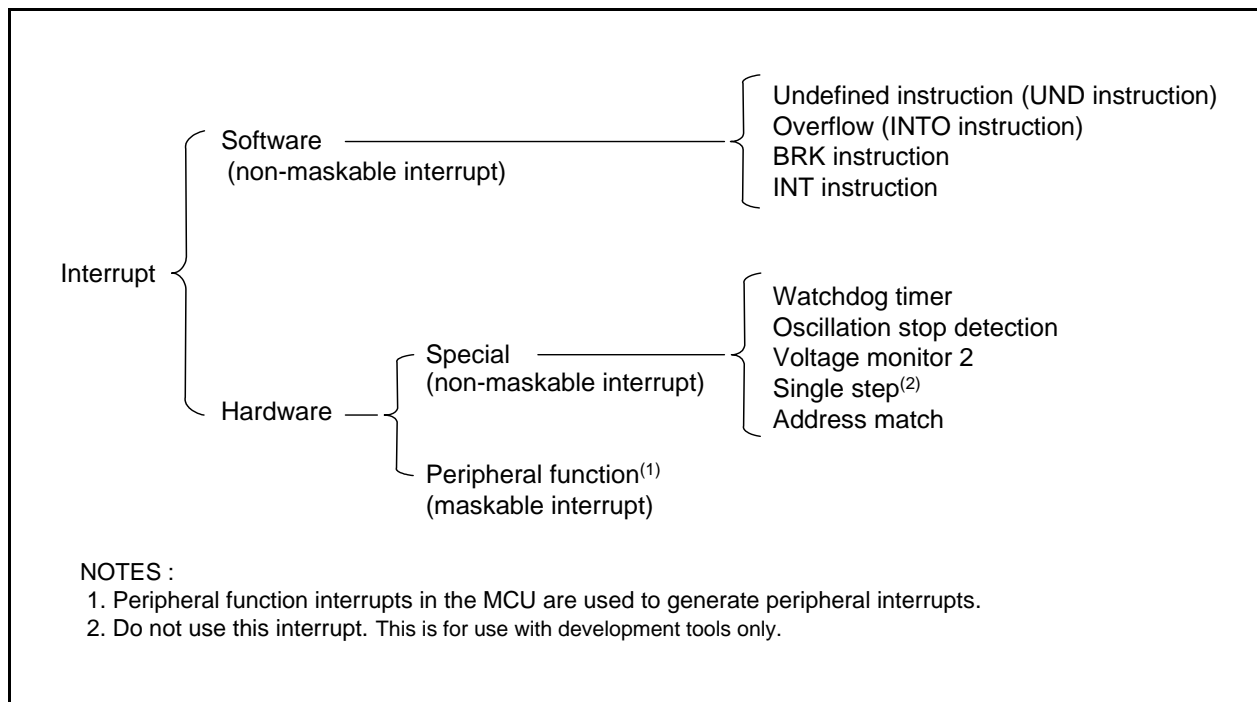 Undefined instruction (UND instruction)
Overflow (INTO instruction)
BRK instruction
INT instruction
Software
(non-maskable interrupt)
Interrupt
Watchdog timer
Oscillation stop detection
Voltage monitor 2
Single step(2)
Address match
Special
(non-maskable interrupt)
Hardware
Peripheral function(1)
(maskable interrupt)
NOTES :
1. Peripheral function interrupts in the MCU are used to generate peripheral interrupts.
2. Do not use this interrupt. This is for use with development tools only.